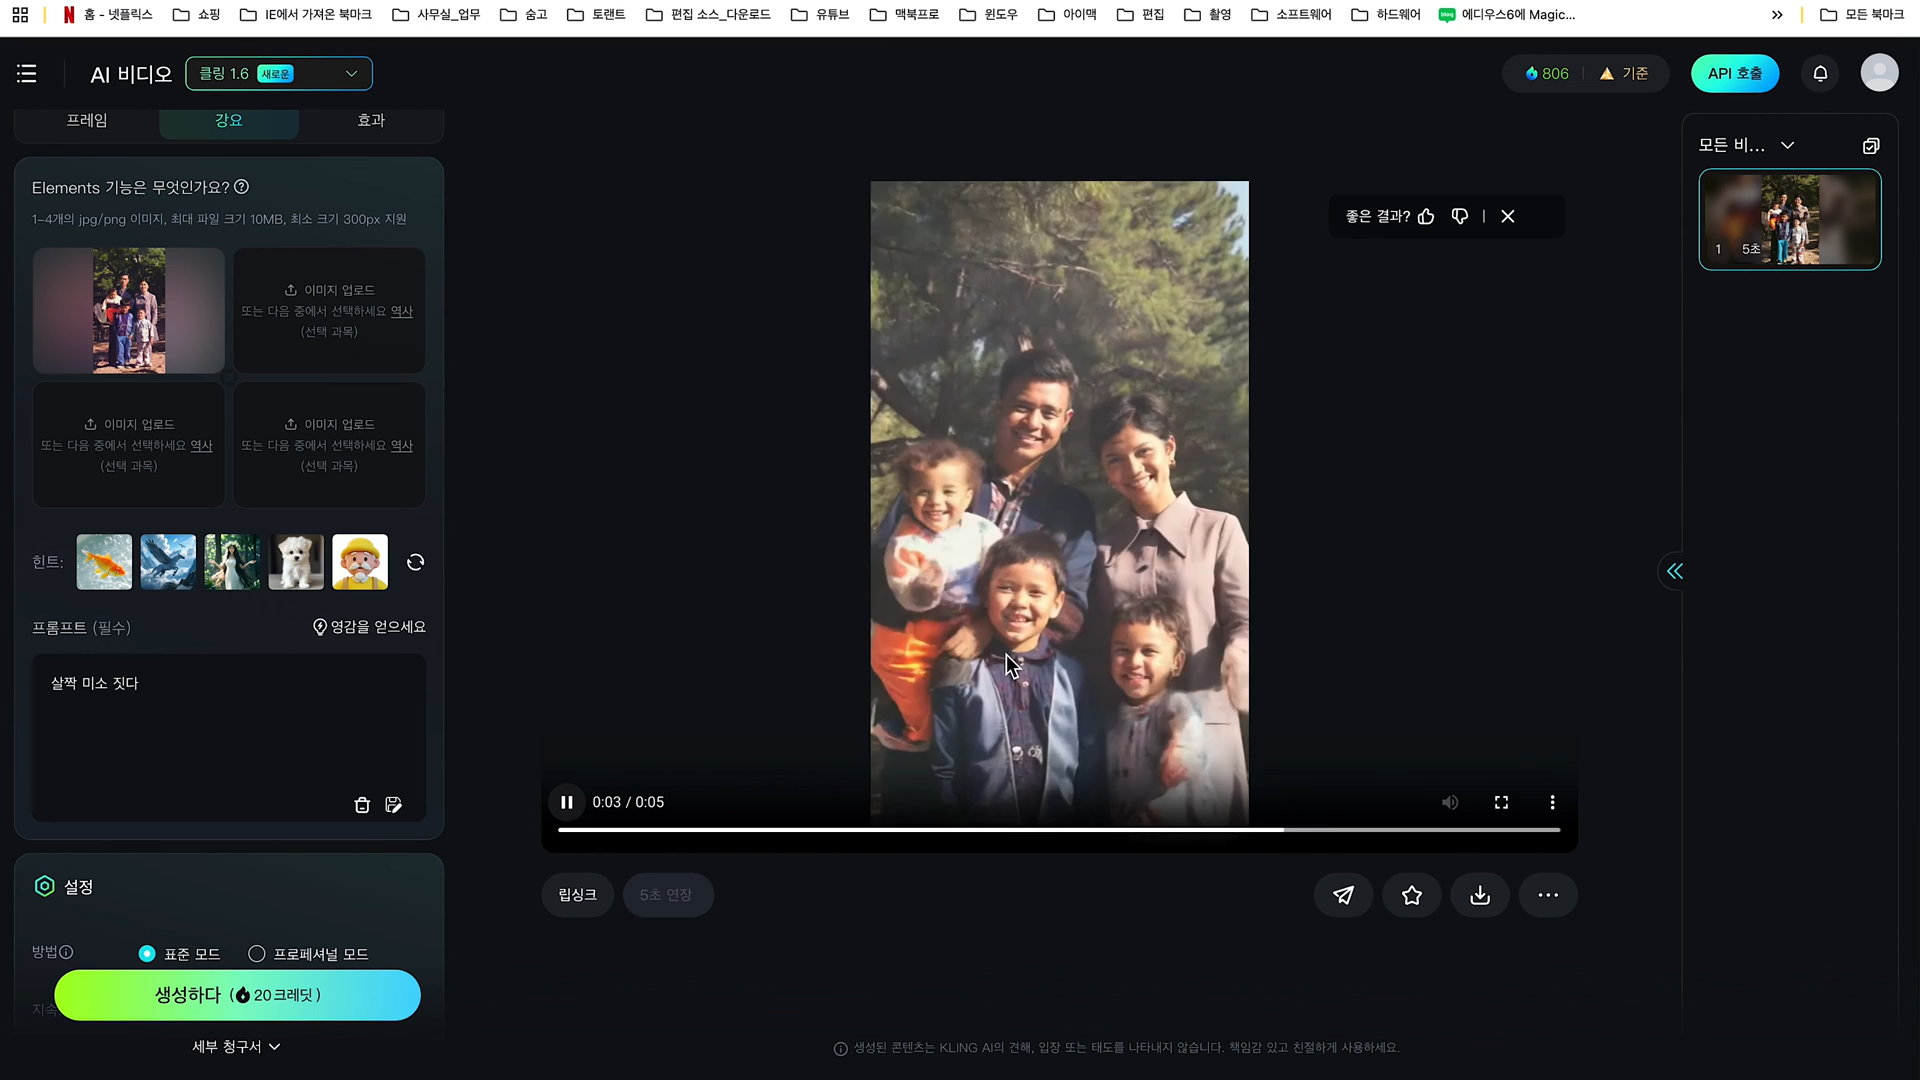 홈 - 넷플릭스 쇼핑 IE에서 가져온 북마크 사무실_업무 숨고 토랜트 편집 소스_다운로드 유튜브 맥북프로 윈도우 아이맥 편집 촬영 소프트웨어 하드웨어 blog 에디우스6에 Magic... » 모든 북마크
AI 비디오 클링 1.6 새로운 806 기준 API 호출
프레임 강요 효과
Elements 기능은 무엇인가요?
1–4개의 jpg/png 이미지, 최대 파일 크기 10MB, 최소 크기 300px 지원
이미지 업로드
또는 다음 중에서 선택하세요 역사
(선택 과목)
이미지 업로드
또는 다음 중에서 선택하세요 역사
(선택 과목)
이미지 업로드
또는 다음 중에서 선택하세요 역사
(선택 과목)
힌트:
프롬프트 (필수) 영감을 얻으세요
살짝 미소 짓다
설정
방법 표준 모드 프로페셔널 모드
지속
생성하다 (20 크레딧)
세부 청구서
좋은 결과?
0:03 / 0:05
립싱크 5초 연장
생성된 콘텐츠는 KLING AI의 견해, 입장 또는 태도를 나타내지 않습니다. 책임감 있고 친절하게 사용하세요.
모든 비...
1 5초